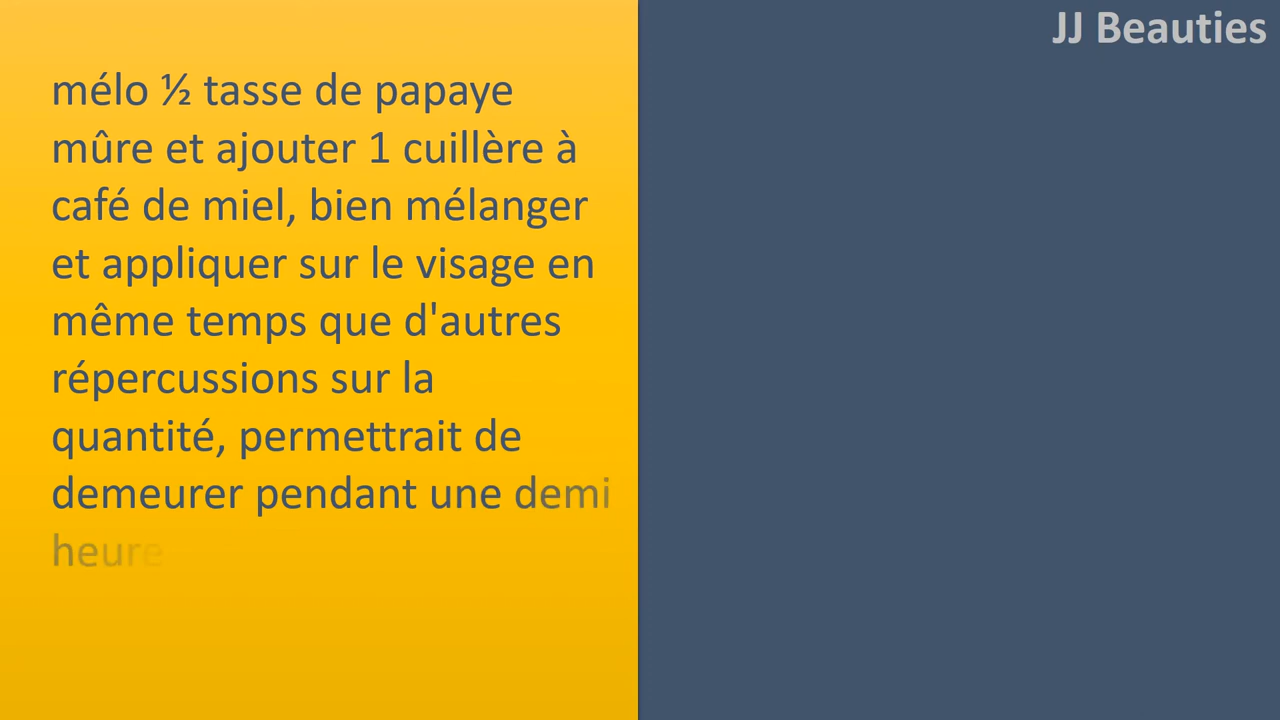 JJ Beauties
mélo ½ tasse de papaye
mûre et ajouter 1 cuillère à
café de miel, bien mélanger
et appliquer sur le visage en
même temps que d'autres
répercussions sur la
quantité, permettrait de
demeurer pendant une demi
heure